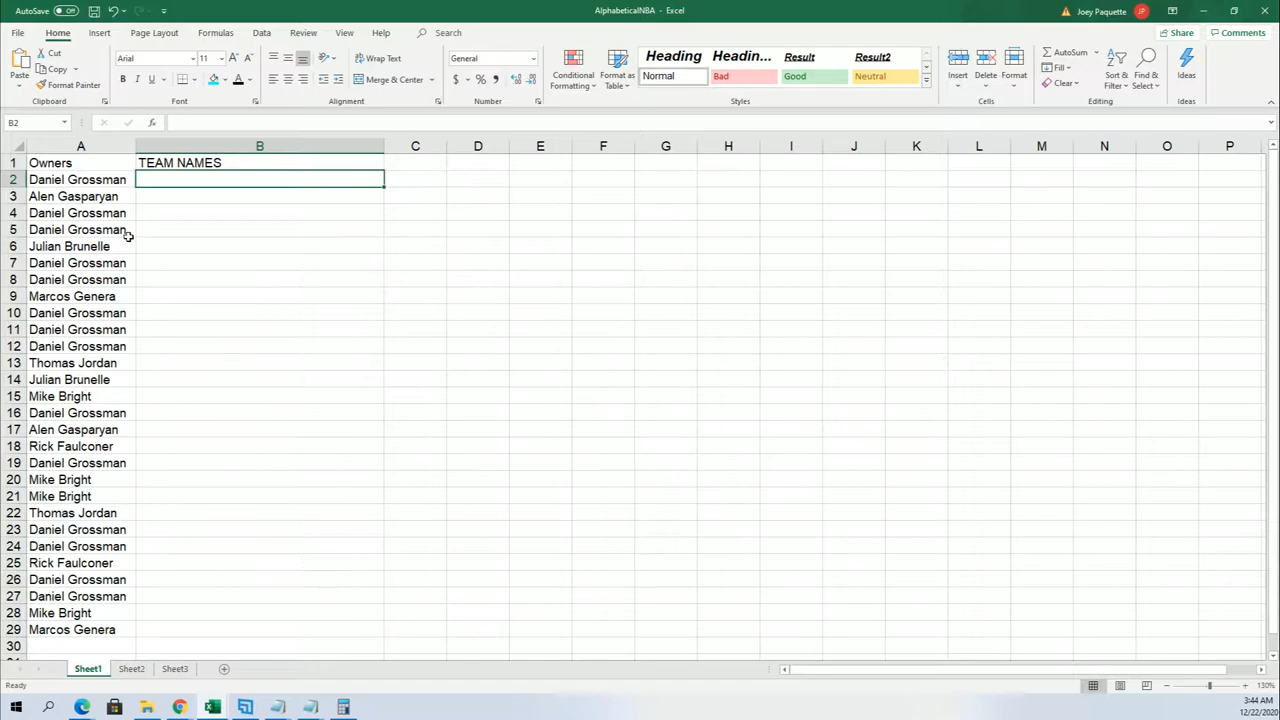 AutoSave Off AlphabeticalNBA - Excel Joey Paquette JP
File Home Insert Page Layout Formulas Data Review View Help Search Share Comments
Paste Cut Copy Format Painter Clipboard
Arial 11 B I U A Font
Wrap Text Merge & Center Alignment
General $ % Number
Conditional Formatting Format as Table
Heading Headin... Result Result2
Normal Bad Good Neutral
Styles
Insert Delete Format Cells
AutoSum Fill Clear Sort & Filter Find & Select Editing
Ideas Ideas
B2 fx
A B C D E F G H I J K L M N O P
1 Owners TEAM NAMES
2 Daniel Grossman
3 Alen Gasparyan
4 Daniel Grossman
5 Daniel Grossman
6 Julian Brunelle
7 Daniel Grossman
8 Daniel Grossman
9 Marcos Genera
10 Daniel Grossman
11 Daniel Grossman
12 Daniel Grossman
13 Thomas Jordan
14 Julian Brunelle
15 Mike Bright
16 Daniel Grossman
17 Alen Gasparyan
18 Rick Faulconer
19 Daniel Grossman
20 Mike Bright
21 Mike Bright
22 Thomas Jordan
23 Daniel Grossman
24 Daniel Grossman
25 Rick Faulconer
26 Daniel Grossman
27 Daniel Grossman
28 Mike Bright
29 Marcos Genera
30
Sheet1 Sheet2 Sheet3
Ready 130%
3:44 AM
12/22/2020